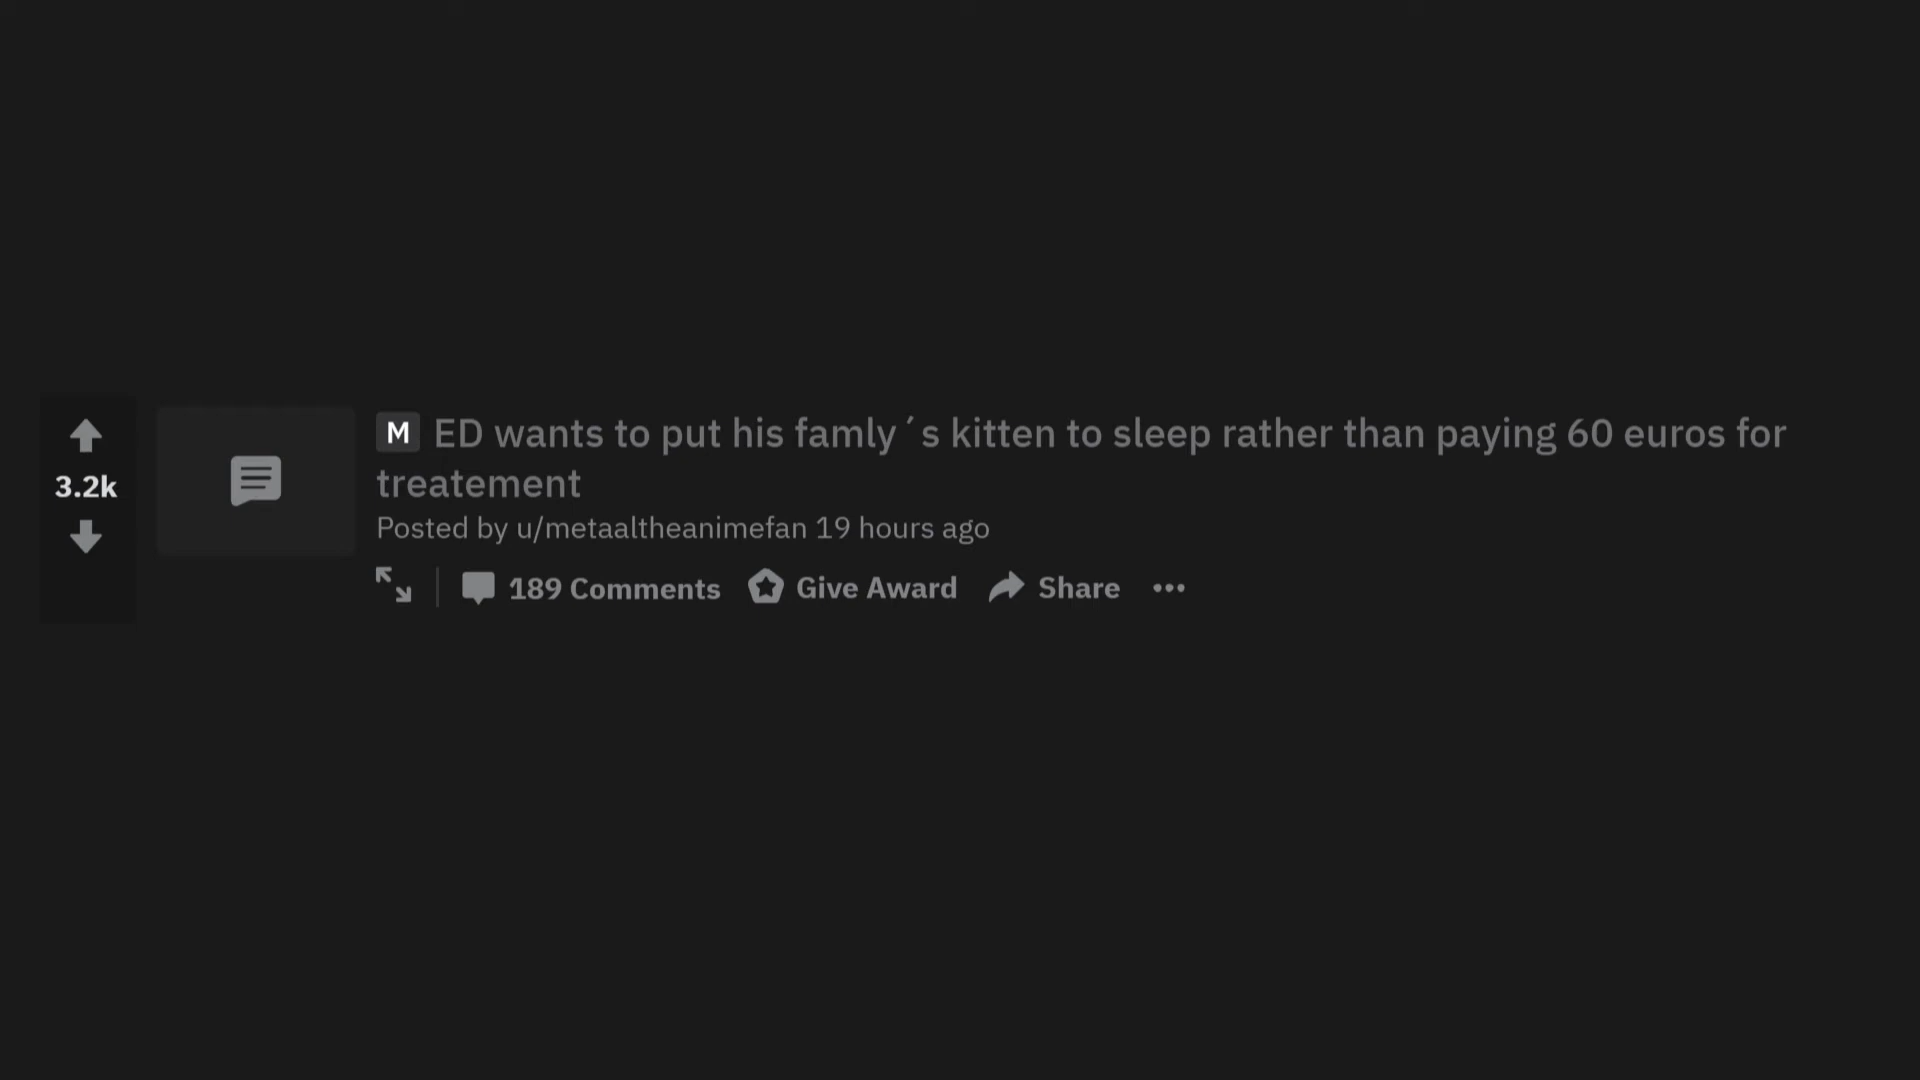 M ED wants to put his famly´s kitten to sleep rather than paying 60 euros for
treatement
Posted by u/metaaltheanimefan 19 hours ago
3.2k
189 Comments Give Award Share •••